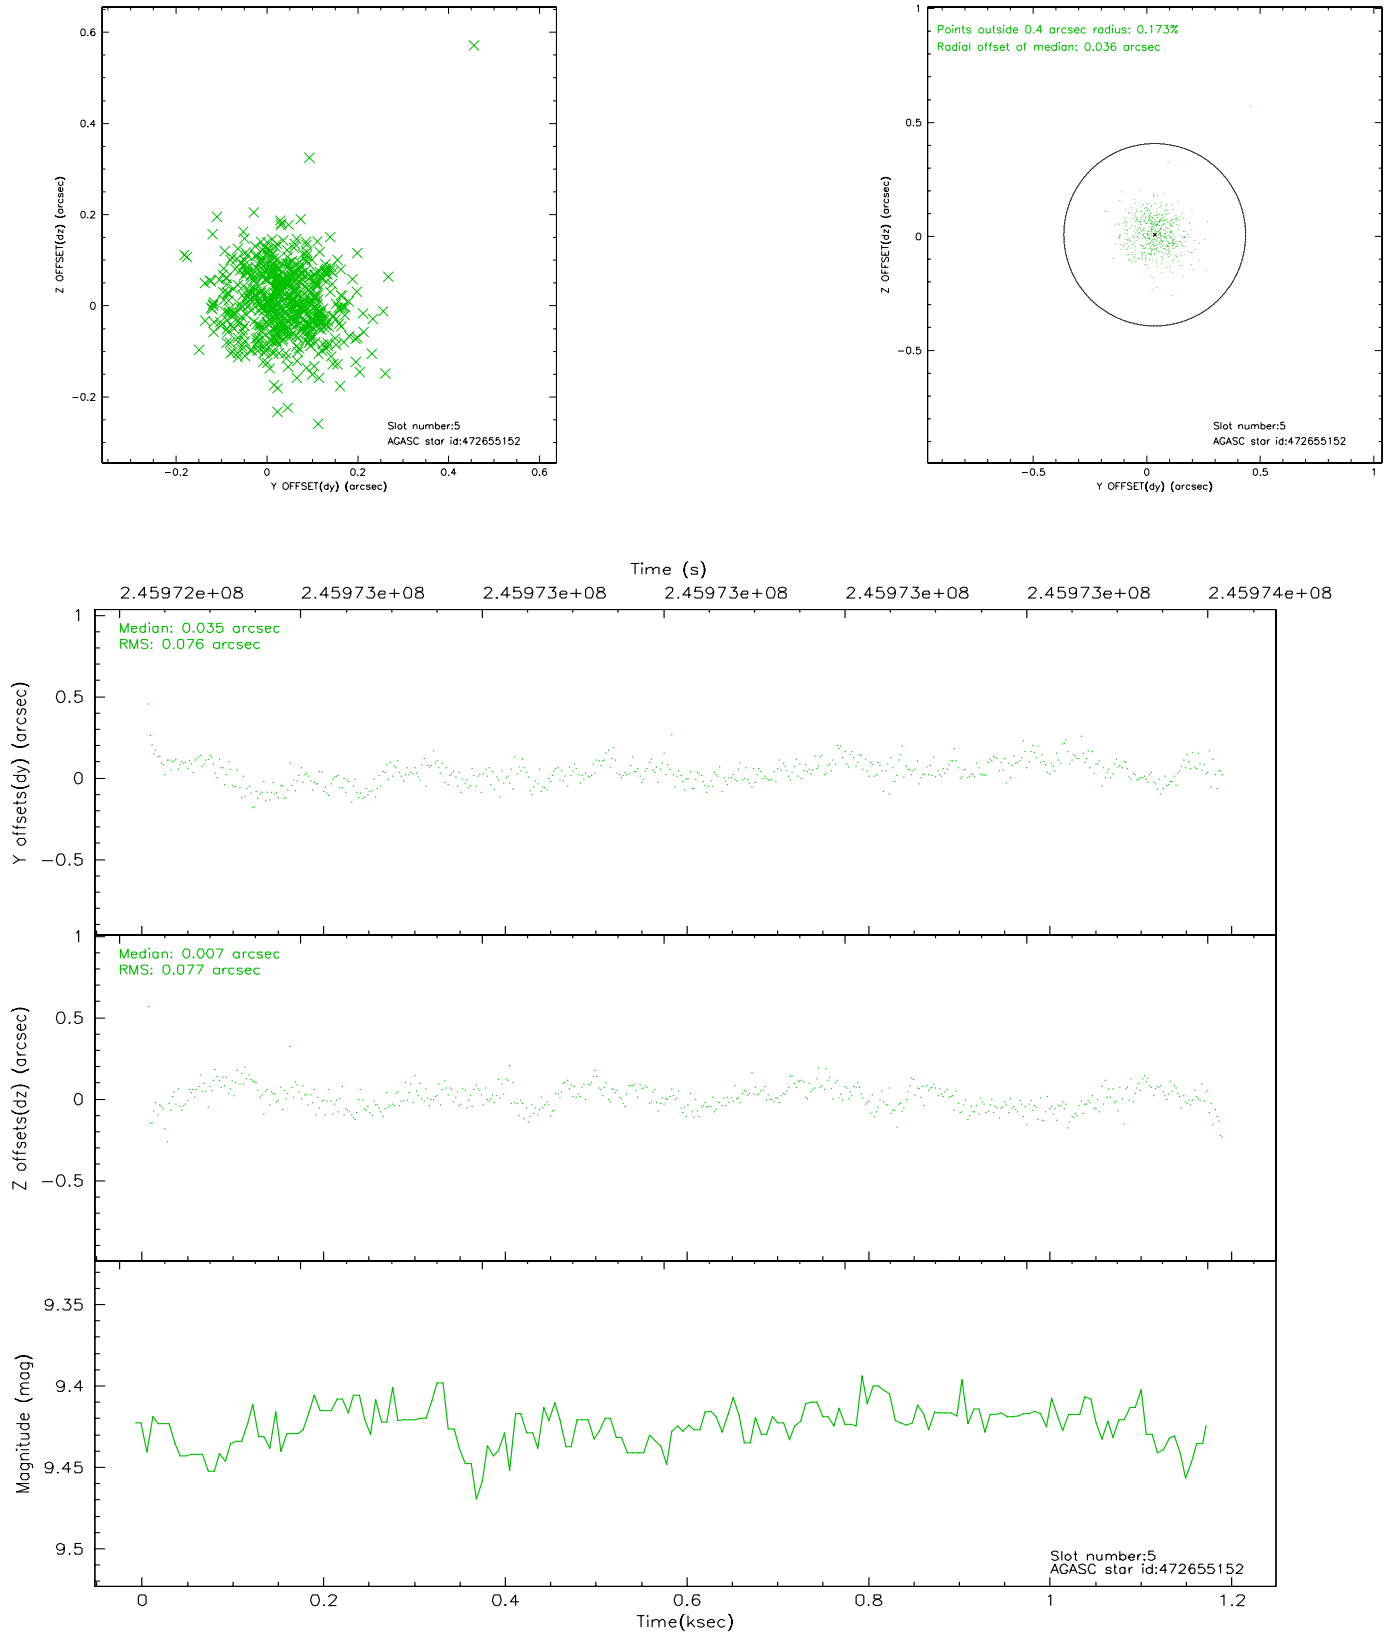 0.6
0.4
0.2
0
−0.2
Z OFFSET(dz) (arcsec)
Slot number:5
AGASC star id:472655152
−0.2 0 0.2 0.4 0.6
Y OFFSET(dy) (arcsec)
1
Points outside 0.4 arcsec radius: 0.173%
Radial offset of median: 0.036 arcsec
0.5
0
−0.5
Z OFFSET(dz) (arcsec)
Slot number:5
AGASC star id:472655152
−0.5 0 0.5 1
Y OFFSET(dy) (arcsec)
Time (s)
2.45972e+08 2.45973e+08 2.45973e+08 2.45973e+08 2.45973e+08 2.45973e+08 2.45974e+08
1
Median: 0.035 arcsec
RMS: 0.076 arcsec
0.5
0
−0.5
−1
Y offsets(dy) (arcsec)
1
Median: 0.007 arcsec
RMS: 0.077 arcsec
0.5
0
−0.5
Z offsets(dz) (arcsec)
9.35
9.4
9.45
9.5
Magnitude (mag)
Slot number:5
AGASC star id:472655152
0 0.2 0.4 0.6 0.8 1 1.2
Time(ksec)